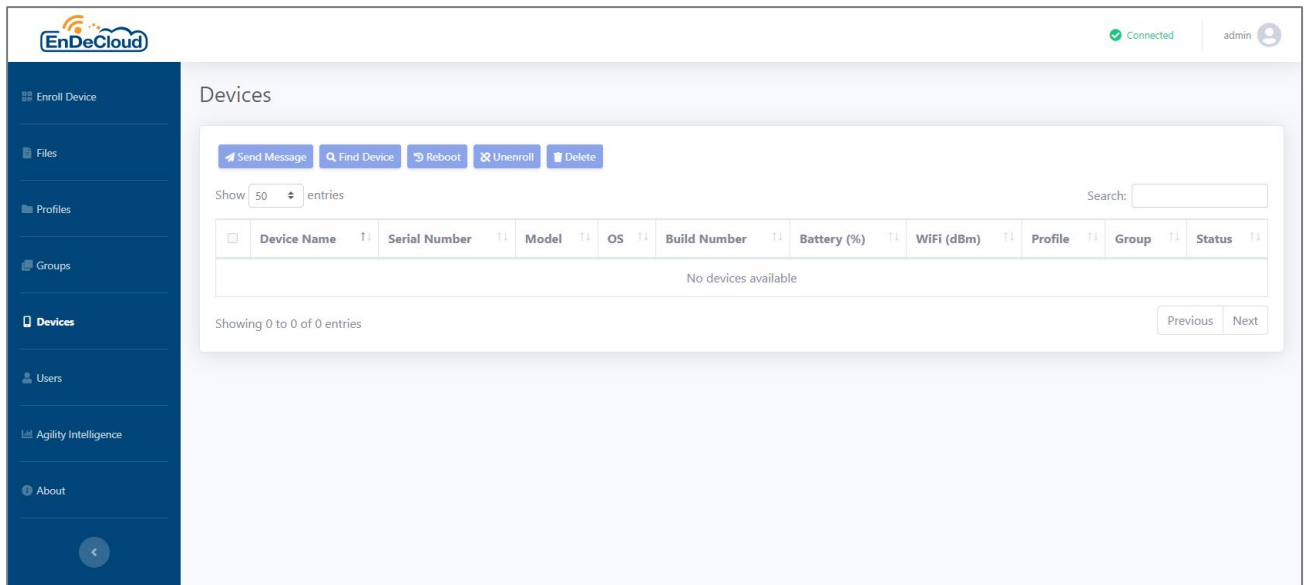 EnDeCloud
Connected admin
Enroll Device
Files
Profiles
Groups
Devices
Users
Agility Intelligence
About
Devices
Send Message Find Device Reboot Unenroll Delete
Show 50 entries Search:
Device Name Serial Number Model OS Build Number Battery (%) WiFi (dBm) Profile Group Status
No devices available
Showing 0 to 0 of 0 entries Previous Next